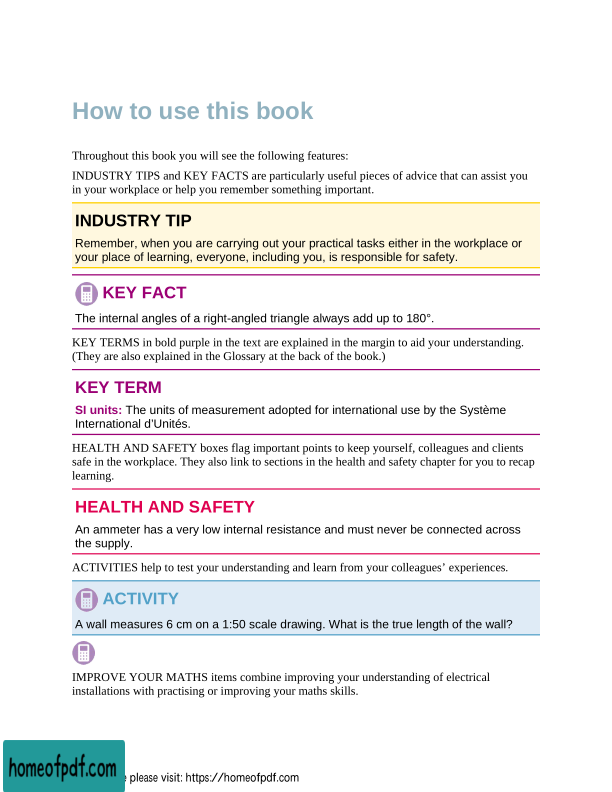 How to use this book
Throughout this book you will see the following features:
INDUSTRY TIPS and KEY FACTS are particularly useful pieces of advice that can assist you
in your workplace or help you remember something important.
INDUSTRY TIP
Remember, when you are carrying out your practical tasks either in the workplace or
your place of learning, everyone, including you, is responsible for safety.
KEY FACT
The internal angles of a right-angled triangle always add up to 180°.
KEY TERMS in bold purple in the text are explained in the margin to aid your understanding.
(They are also explained in the Glossary at the back of the book.)
KEY TERM
SI units: The units of measurement adopted for international use by the Système
International d’Unités.
HEALTH AND SAFETY boxes flag important points to keep yourself, colleagues and clients
safe in the workplace. They also link to sections in the health and safety chapter for you to recap
learning.
HEALTH AND SAFETY
An ammeter has a very low internal resistance and must never be connected across
the supply.
ACTIVITIES help to test your understanding and learn from your colleagues’ experiences.
ACTIVITY
A wall measures 6 cm on a 1:50 scale drawing. What is the true length of the wall?
IMPROVE YOUR MATHS items combine improving your understanding of electrical
installations with practising or improving your maths skills.
homeofpdf.com
please visit: https://homeofpdf.com